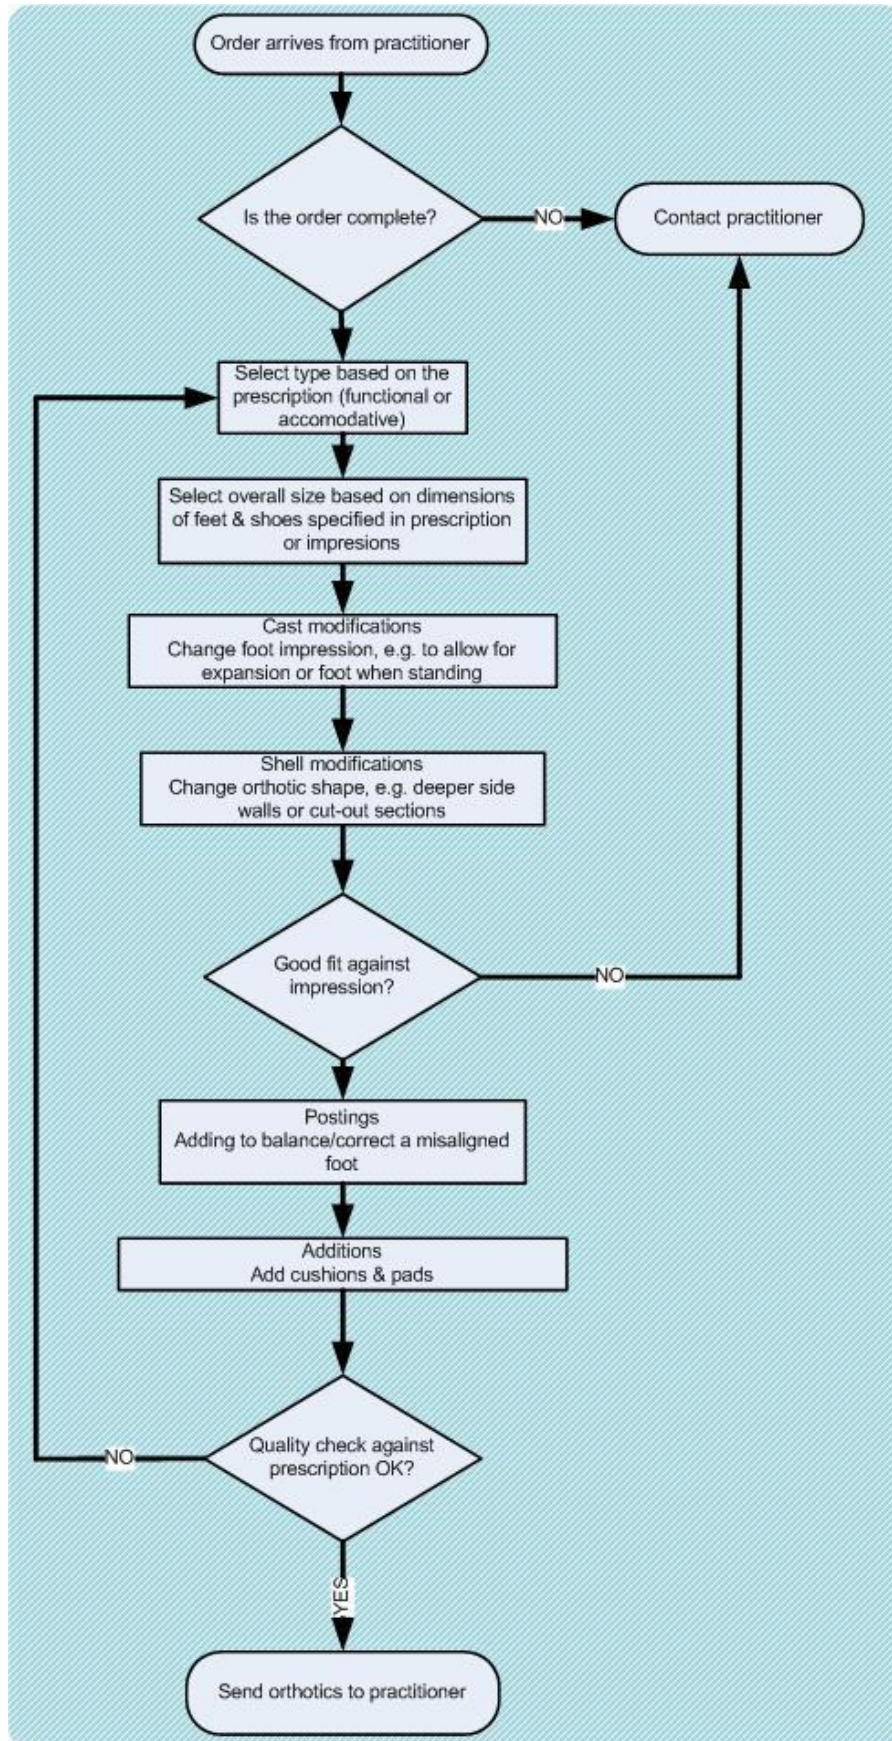 Order arrives from practitioner
Is the order complete?
NO
Contact practitioner
Select type based on the
prescription (functional or
accomodative)
Select overall size based on dimensions
of feet & shoes specified in prescription
or impresions
Cast modifications
Change foot impression, e.g. to allow for
expansion or foot when standing
Shell modifications
Change orthotic shape, e.g. deeper side
walls or cut-out sections
Good fit against
impression?
NO
Postings
Adding to balance/correct a misaligned
foot
Additions
Add cushions & pads
Quality check against
prescription OK?
NO
YES
Send orthotics to practitioner